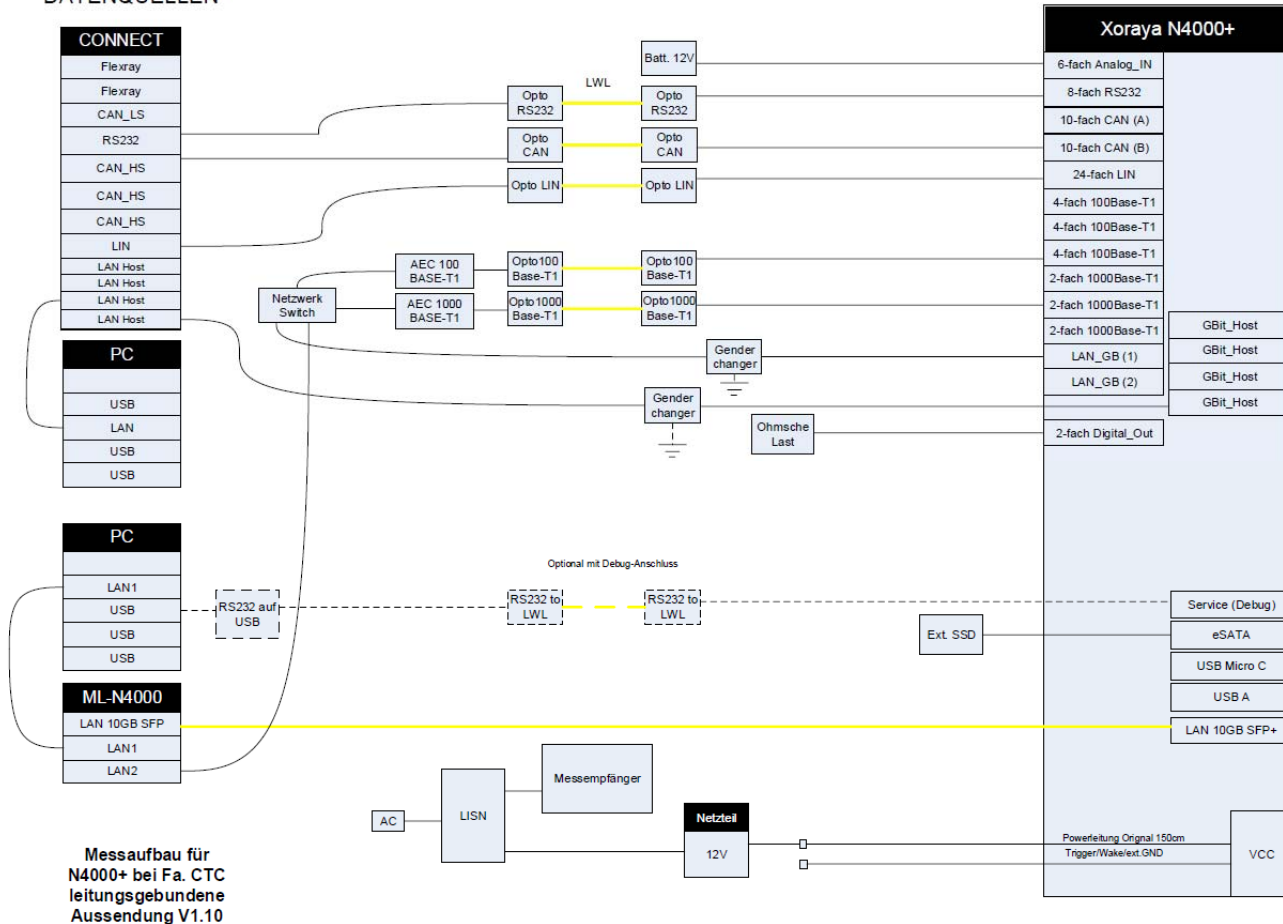 DATENQUELLEN
CONNECT
Flexray
Flexray
CAN_LS
RS232
CAN_HS
CAN_HS
CAN_HS
LIN
LAN Host
LAN Host
LAN Host
LAN Host
PC
USB
LAN
USB
USB
PC
LAN1
USB
USB
USB
ML-N4000
LAN 10GB SFP
LAN1
LAN2
Messaufbau für
N4000+ bei Fa. CTC
leitungsgebundene
Aussendung V1.10
RS232 auf
USB
Netzwerk
Switch
AEC 100
BASE-T1
AEC 1000
BASE-T1
LWL
Opto
RS232
Opto
CAN
Opto LIN
Opto100
Base-T1
Opto1000
Base-T1
Batt. 12V
Opto
RS232
Opto
CAN
Opto LIN
Opto100
Base-T1
Opto1000
Base-T1
Gender
changer
Gender
changer
Ohmsche
Last
Optional mit Debug-Anschluss
RS232 to
LWL
RS232 to
LWL
Ext. SSD
AC
LISN
Messempfänger
Netzteil
12V
Powerleitung Orignal 150cm
Trigger/Wake/ext.GND
Xoraya N4000+
6-fach Analog_IN
8-fach RS232
10-fach CAN (A)
10-fach CAN (B)
24-fach LIN
4-fach 100Base-T1
4-fach 100Base-T1
4-fach 100Base-T1
2-fach 1000Base-T1
2-fach 1000Base-T1
2-fach 1000Base-T1
LAN_GB (1)
LAN_GB (2)
2-fach Digital_Out
GBit_Host
GBit_Host
GBit_Host
GBit_Host
Service (Debug)
eSATA
USB Micro C
USB A
LAN 10GB SFP+
VCC